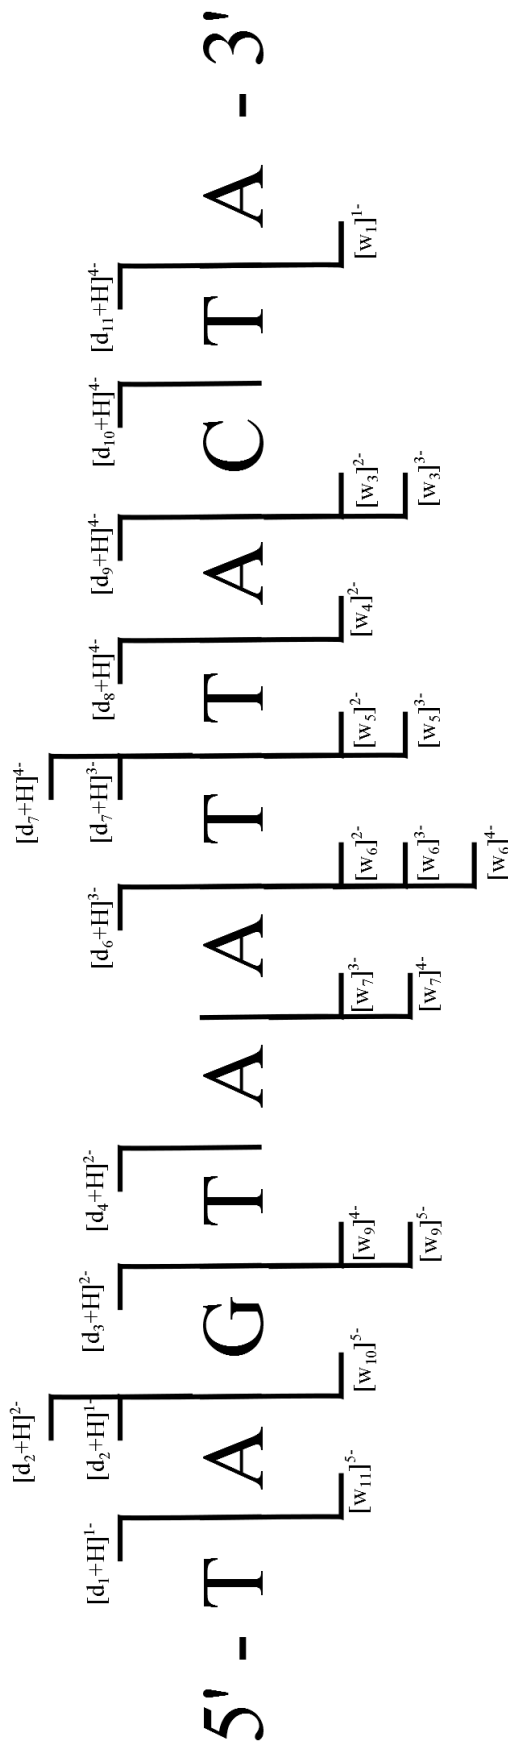 [d₂+H]²⁻ [d₇+H]⁴⁻
[d₁+H]¹⁻ [d₂+H]¹⁻ [d₃+H]²⁻ [d₄+H]²⁻ [d₆+H]³⁻ [d₇+H]³⁻ [d₈+H]⁴⁻ [d₉+H]⁴⁻ [d₁₀+H]⁴⁻ [d₁₁+H]⁴⁻
5' - T A G T A A T T A C T A - 3'
[w₁₁]⁵⁻ [w₁₀]⁵⁻ [w₉]⁴⁻ [w₇]³⁻ [w₆]²⁻ [w₅]²⁻ [w₄]²⁻ [w₃]²⁻ [w₁]¹⁻
[w₉]⁵⁻ [w₇]⁴⁻ [w₆]³⁻ [w₅]³⁻ [w₃]³⁻
[w₆]⁴⁻